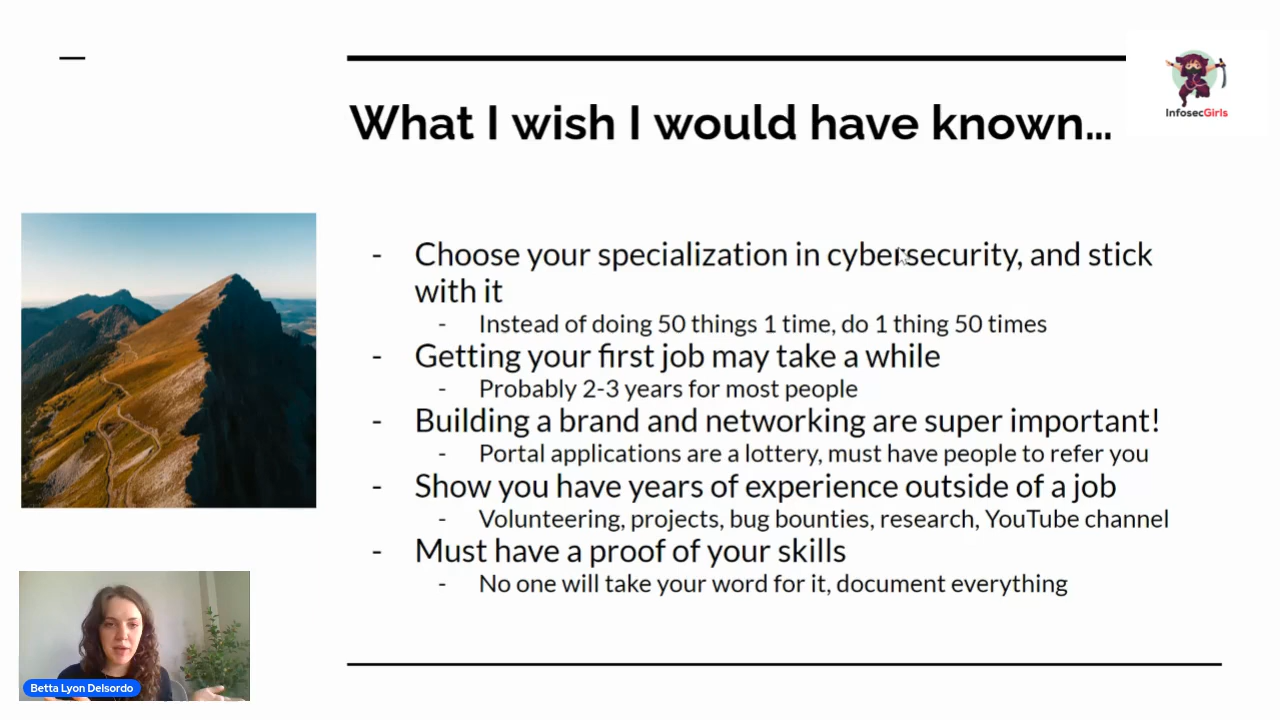 InfosecGirls
What I wish I would have known...
- Choose your specialization in cybersecurity, and stick
with it
- Instead of doing 50 things 1 time, do 1 thing 50 times
- Getting your first job may take a while
- Probably 2-3 years for most people
- Building a brand and networking are super important!
- Portal applications are a lottery, must have people to refer you
- Show you have years of experience outside of a job
- Volunteering, projects, bug bounties, research, YouTube channel
- Must have a proof of your skills
- No one will take your word for it, document everything
Betta Lyon Delsordo